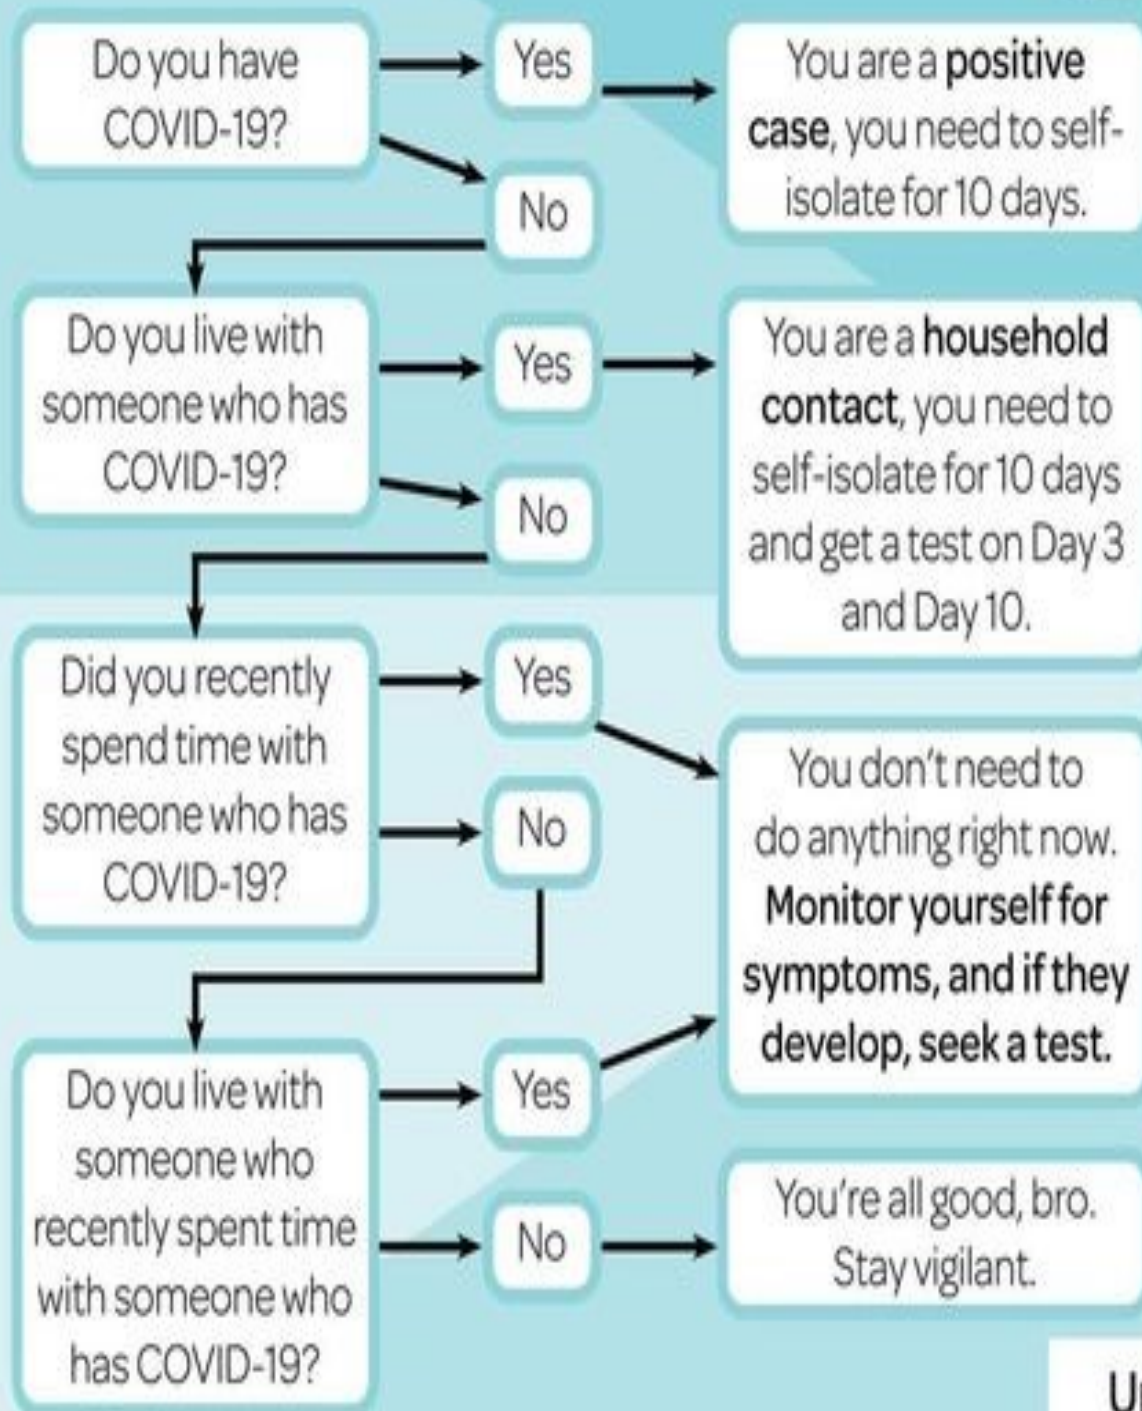 Do you have
COVID-19?
Yes
You are a positive
case, you need to self-
isolate for 10 days.
No
Do you live with
someone who has
COVID-19?
Yes
You are a household
contact, you need to
self-isolate for 10 days
and get a test on Day 3
and Day 10.
No
Did you recently
spend time with
someone who has
COVID-19?
Yes
No
You don't need to
do anything right now.
Monitor yourself for
symptoms, and if they
develop, seek a test.
Do you live with
someone who
recently spent time
with someone who
has COVID-19?
Yes
No
You're all good, bro.
Stay vigilant.